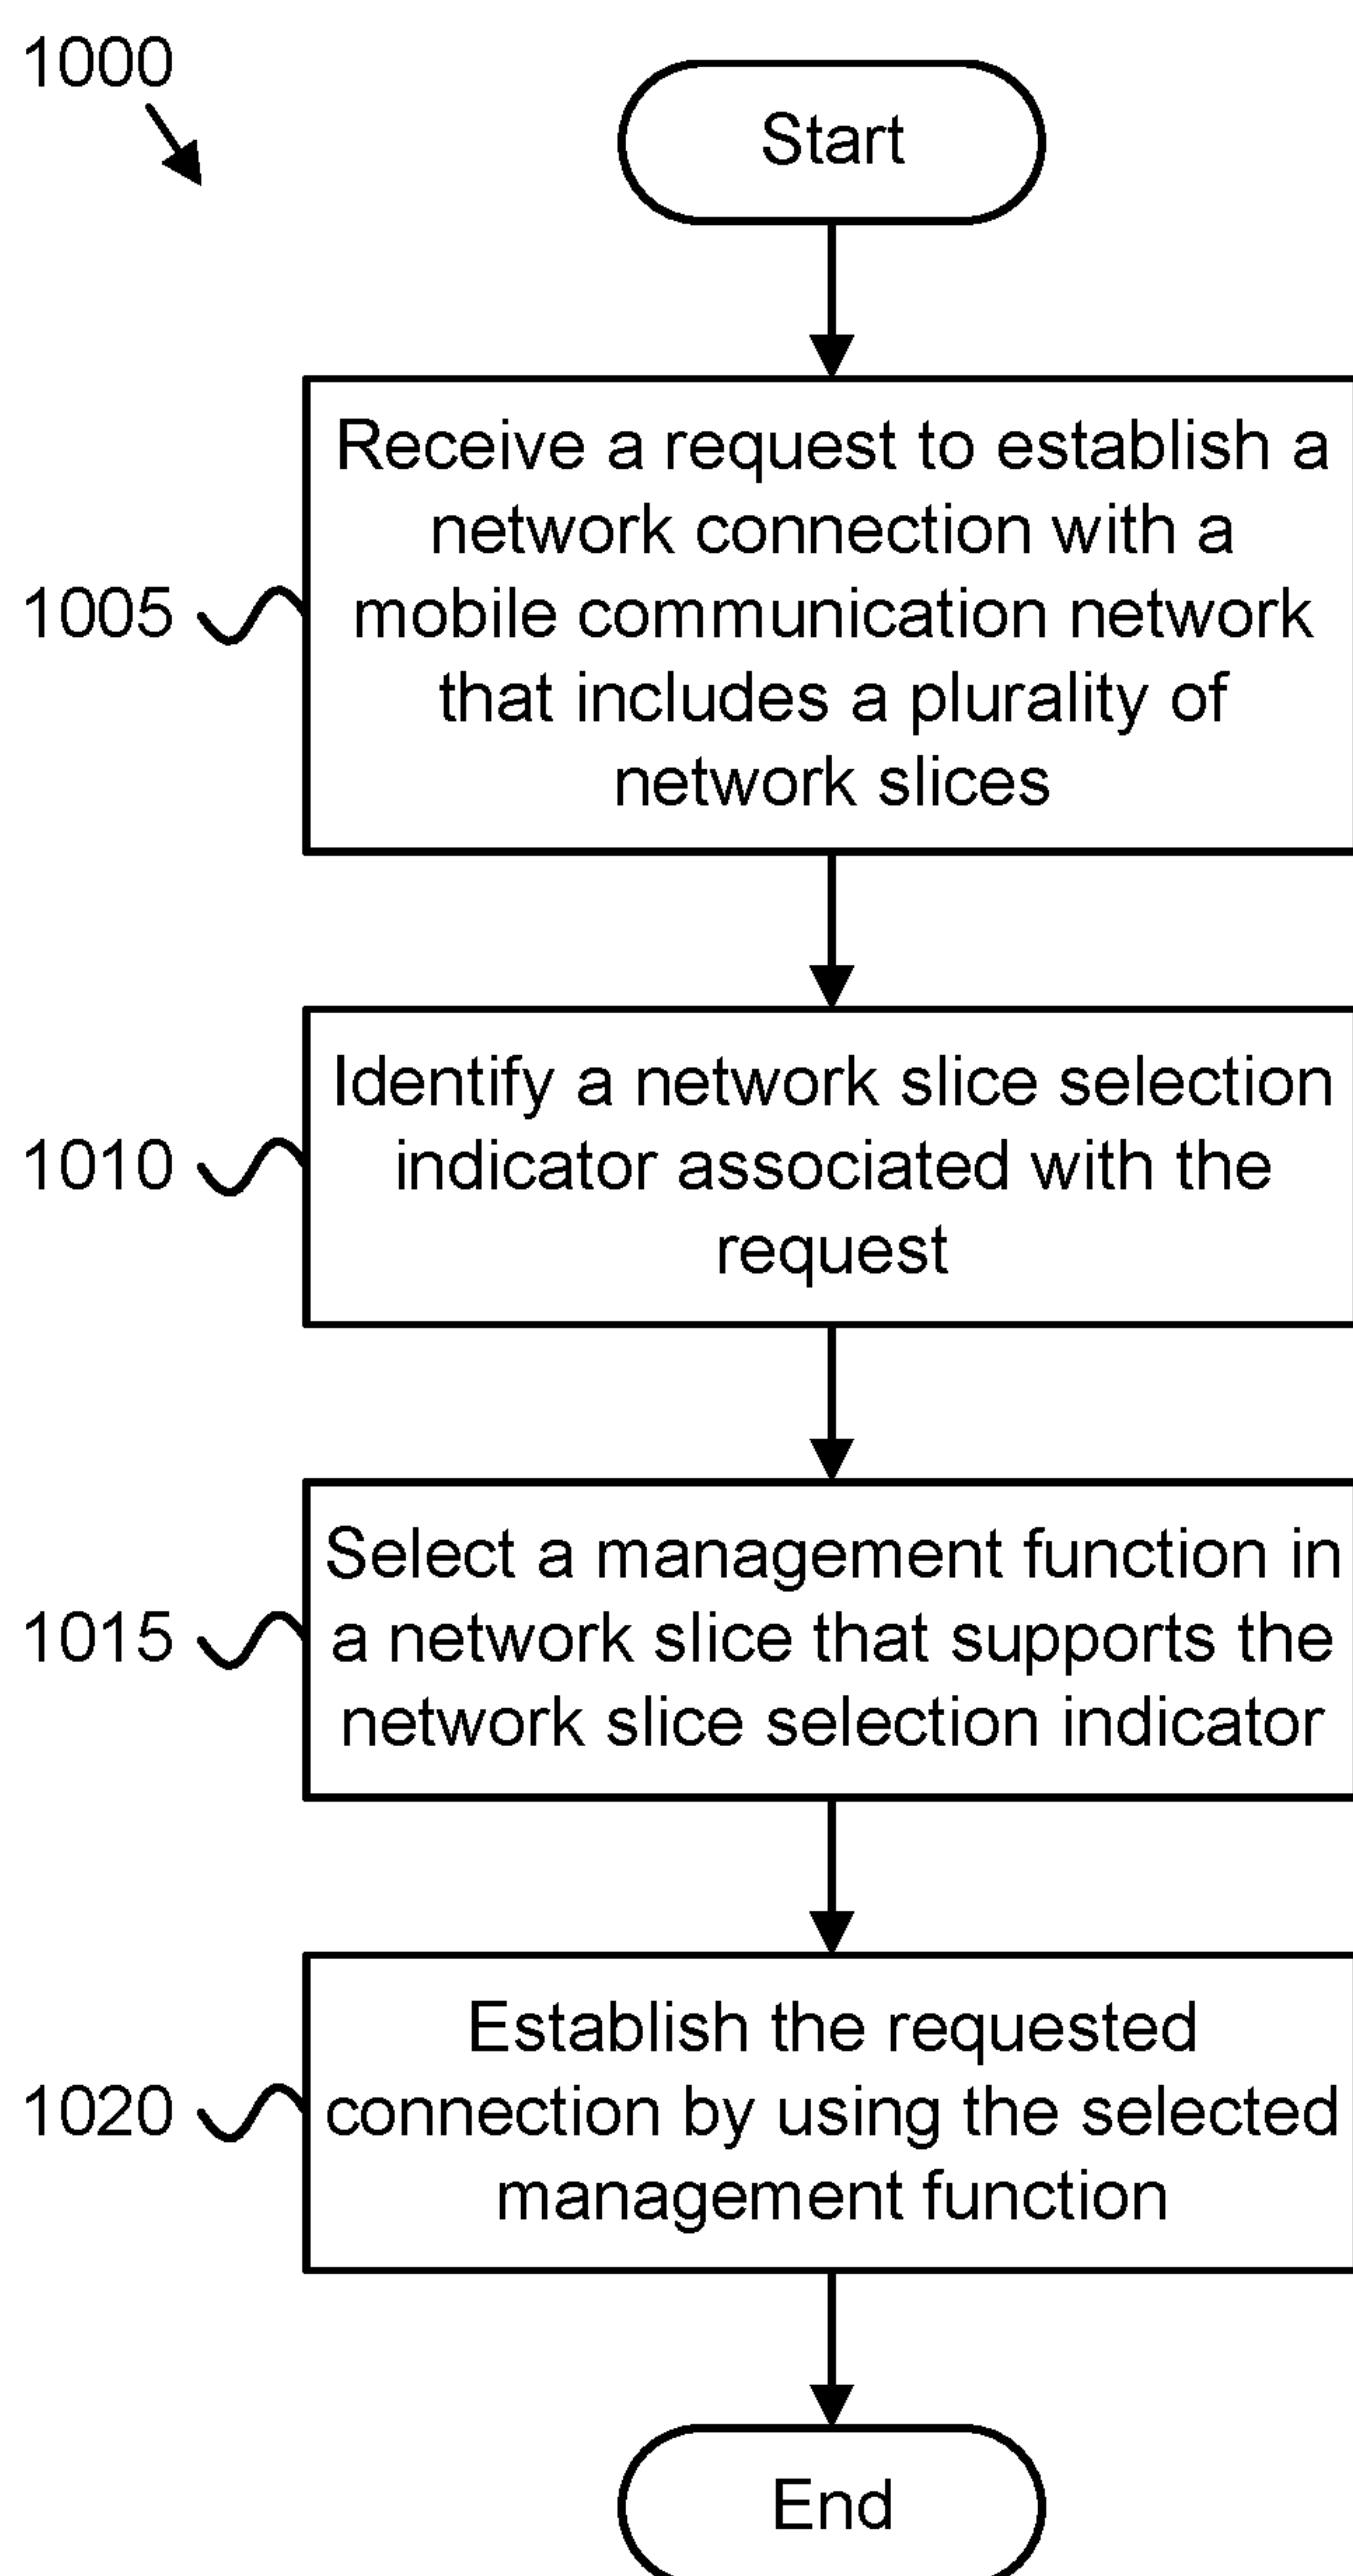 1000
Start
Receive a request to establish a
network connection with a
mobile communication network
that includes a plurality of
network slices
1005
Identify a network slice selection
indicator associated with the
request
1010
Select a management function in
a network slice that supports the
network slice selection indicator
1015
Establish the requested
connection by using the selected
management function
1020
End